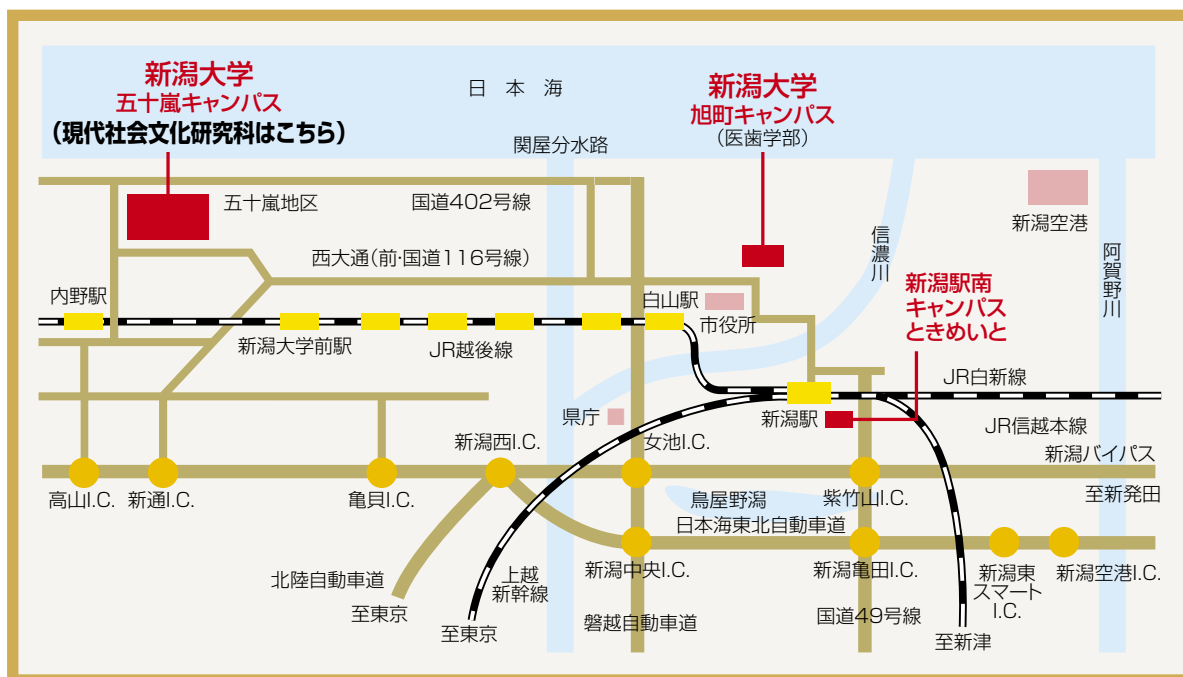 新潟大学
五十嵐キャンパス
（現代社会文化研究科はこちら）
日本海
新潟大学
旭町キャンパス
（医歯学部）
関屋分水路
五十嵐地区
国道402号線
新潟空港
信濃川
阿賀野川
西大通（前・国道116号線）
内野駅
白山駅
市役所
新潟駅南
キャンパス
ときめいと
新潟大学前駅
JR越後線
JR白新線
県庁
新潟駅
JR信越本線
新潟西I.C.
女池I.C.
新潟バイパス
高山I.C.
新通I.C.
亀貝I.C.
鳥屋野潟
紫竹山I.C.
至新発田
日本海東北自動車道
北陸自動車道
上越
新幹線
新潟中央I.C.
新潟亀田I.C.
新潟東
スマート
I.C.
新潟空港I.C.
至東京
至東京
磐越自動車道
国道49号線
至新津